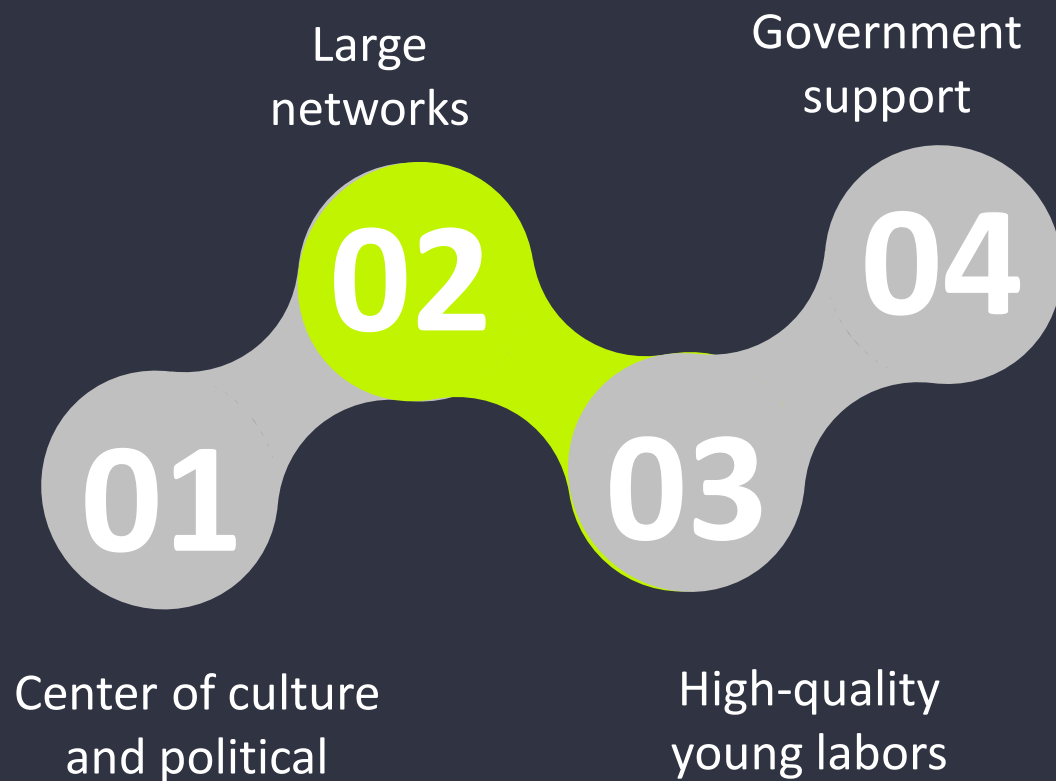 Large
networks
Government
support
02
04
01
03
Center of culture
and political
High-quality
young labors